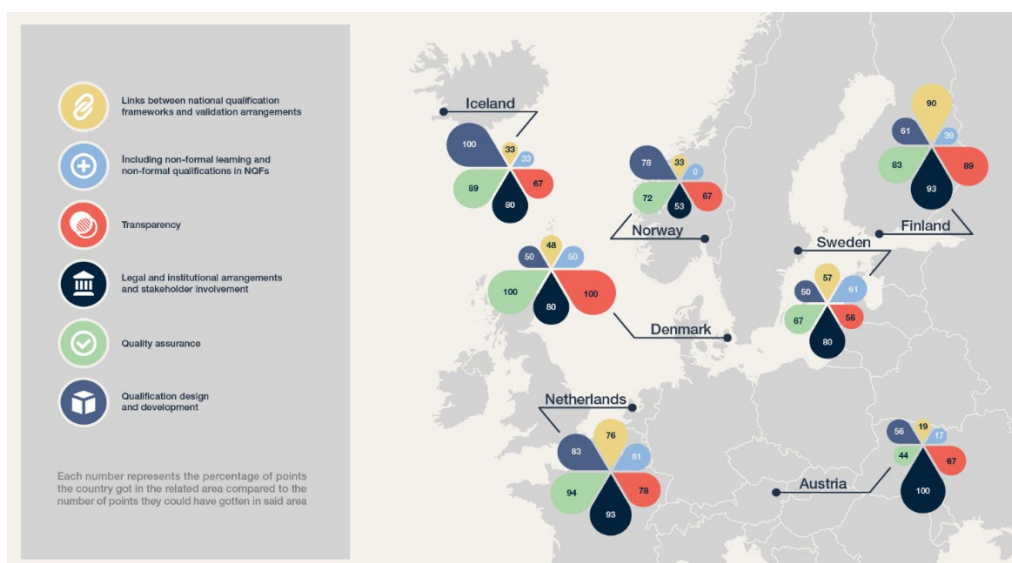 Links between national qualification
frameworks and validation arrangements
Including non-formal learning and
non-formal qualifications in NQFs
Transparency
Legal and institutional arrangements
and stakeholder involvement
Quality assurance
Qualification design
and development
Each number represents the percentage of points
the country got in the related area compared to the
number of points they could have gotten in said area
Iceland
100
33
33
89
67
80
Norway
78
33
0
72
67
53
Finland
90
61
39
83
89
93
Denmark
48
50
50
100
100
80
Sweden
57
50
61
67
56
80
Netherlands
76
83
61
94
78
93
Austria
56
19
17
44
67
100